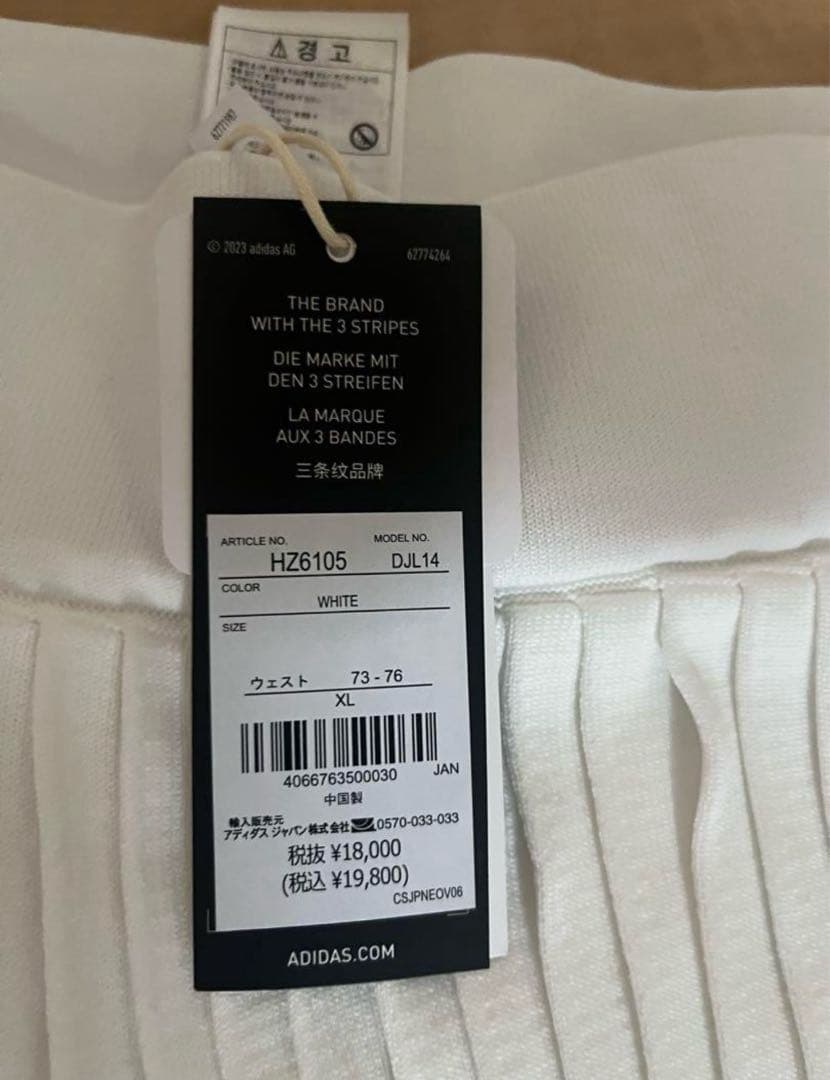 ⚠경고
62771987
© 2023 adidas AG
62774264
THE BRAND
WITH THE 3 STRIPES
DIE MARKE MIT
DEN 3 STREIFEN
LA MARQUE
AUX 3 BANDES
三条纹品牌
ARTICLE NO. MODEL NO.
HZ6105 DJL14
COLOR
WHITE
SIZE
ウェスト 73 - 76
XL
4066763500030 JAN
中国製
輸入販売元
アディダス ジャパン株式会社 0570-033-033
税抜 ¥18,000
(税込 ¥19,800)
CSJPNEOV06
ADIDAS.COM